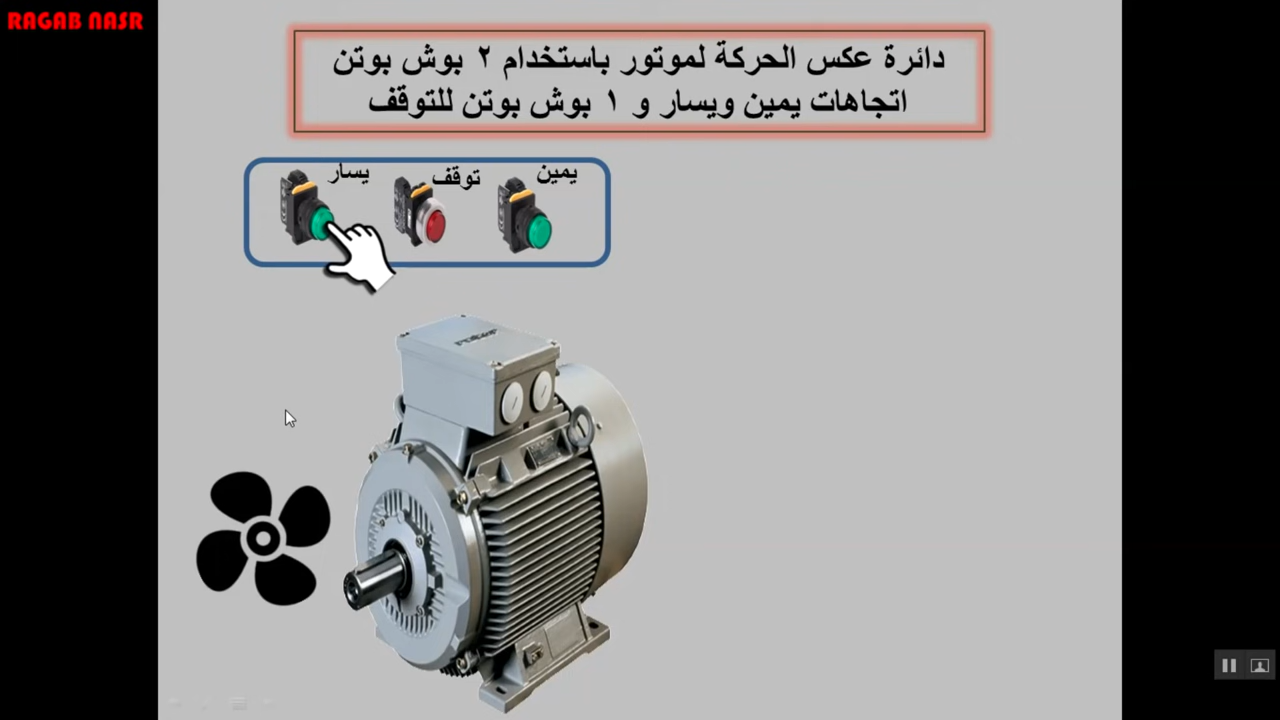 RAGAB NASR
دائرة عكس الحركة لموتور باستخدام ٢ بوش بوتن
اتجاهات يمين ويسار و ١ بوش بوتن للتوقف
يمين
توقف
يسار